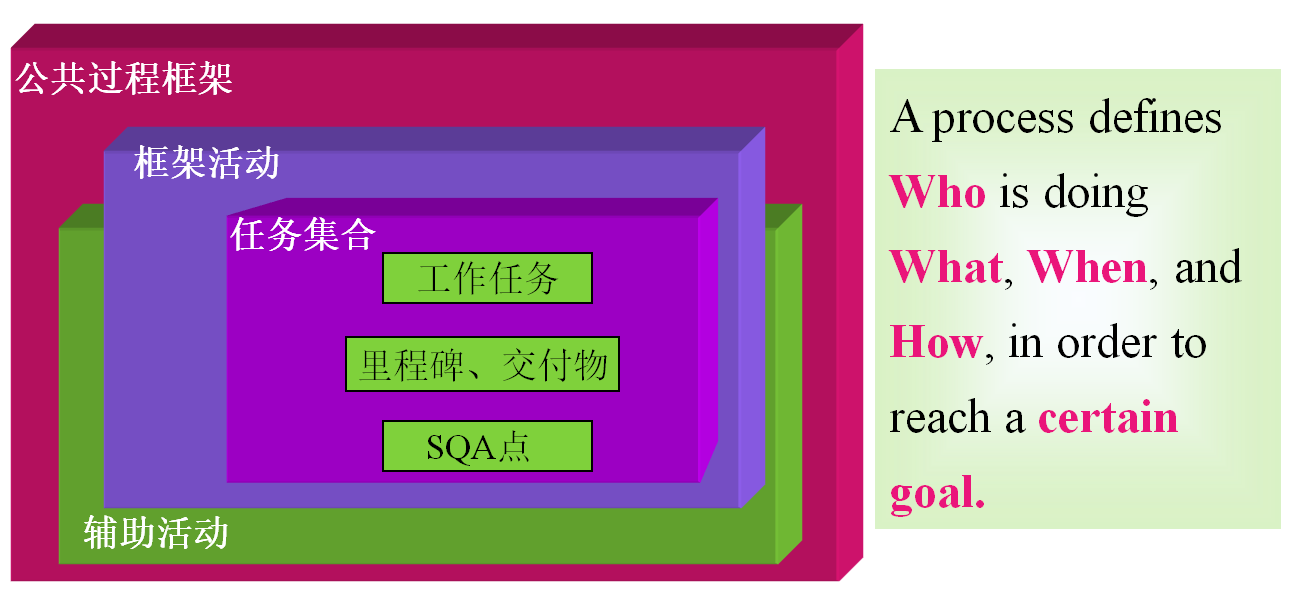 公共过程框架
框架活动
任务集合
工作任务
里程碑、交付物
SQA点
辅助活动
A process defines
Who is doing
What, When, and
How, in order to
reach a certain
goal.